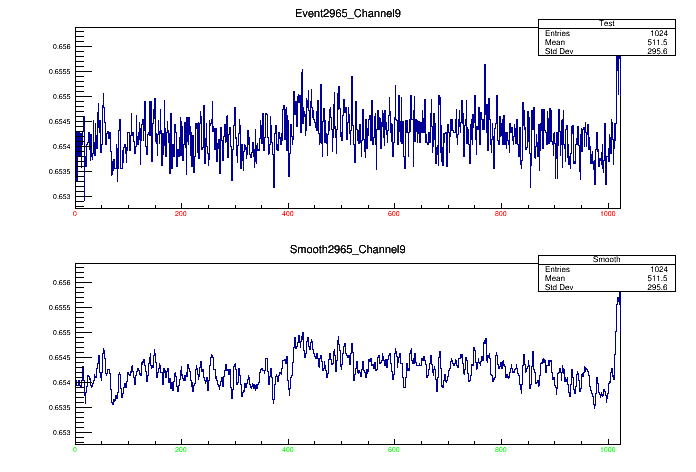 Event2965_Channel9
Test
Entries 1024
Mean 511.5
Std Dev 295.6
0.656
0.6555
0.655
0.6545
0.654
0.6535
0.653
0 200 400 600 800 1000
Smooth2965_Channel9
Smooth
Entries 1024
Mean 511.5
Std Dev 295.6
0.656
0.6555
0.655
0.6545
0.654
0.6535
0.653
0 200 400 600 800 1000